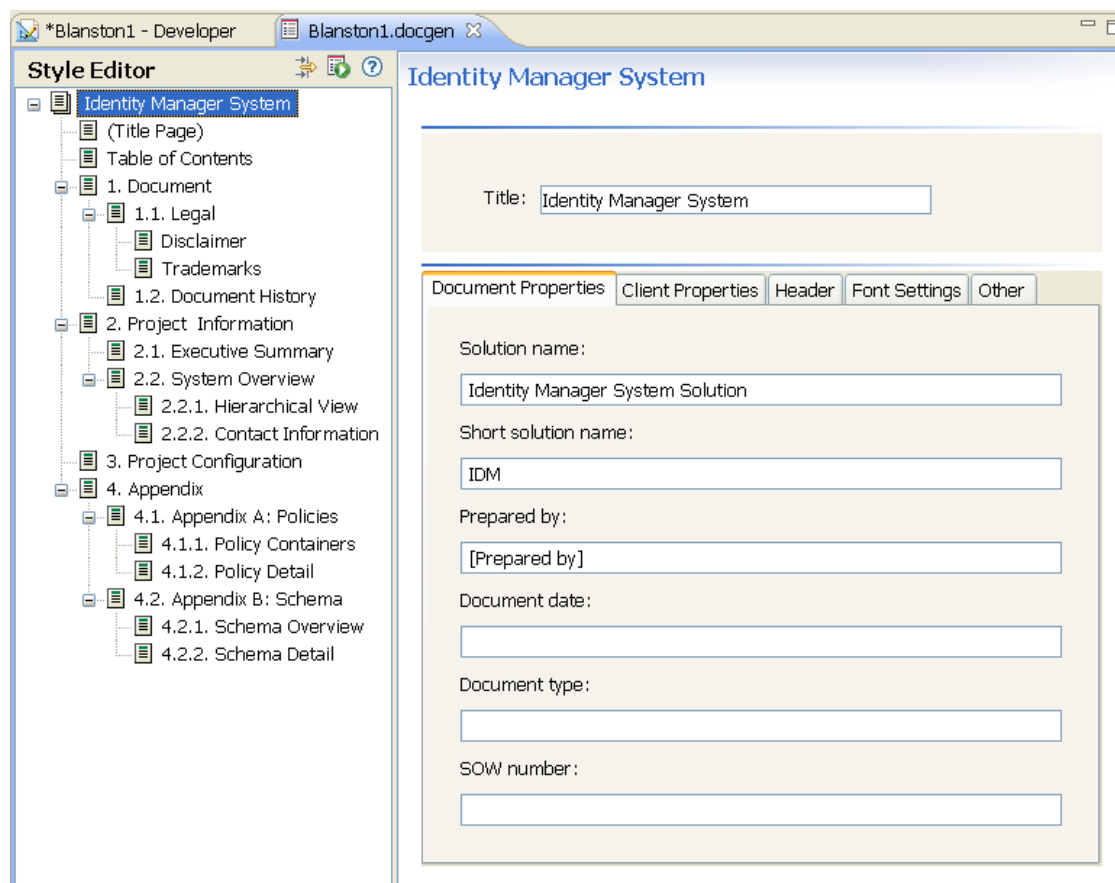 *Blanston1 - Developer
Blanston1.docgen
Style Editor
Identity Manager System
(Title Page)
Table of Contents
1. Document
1.1. Legal
Disclaimer
Trademarks
1.2. Document History
2. Project  Information
2.1. Executive Summary
2.2. System Overview
2.2.1. Hierarchical View
2.2.2. Contact Information
3. Project Configuration
4. Appendix
4.1. Appendix A: Policies
4.1.1. Policy Containers
4.1.2. Policy Detail
4.2. Appendix B: Schema
4.2.1. Schema Overview
4.2.2. Schema Detail
Identity Manager System
Title: Identity Manager System
Document Properties Client Properties Header Font Settings Other
Solution name:
Identity Manager System Solution
Short solution name:
IDM
Prepared by:
[Prepared by]
Document date:
Document type:
SOW number: